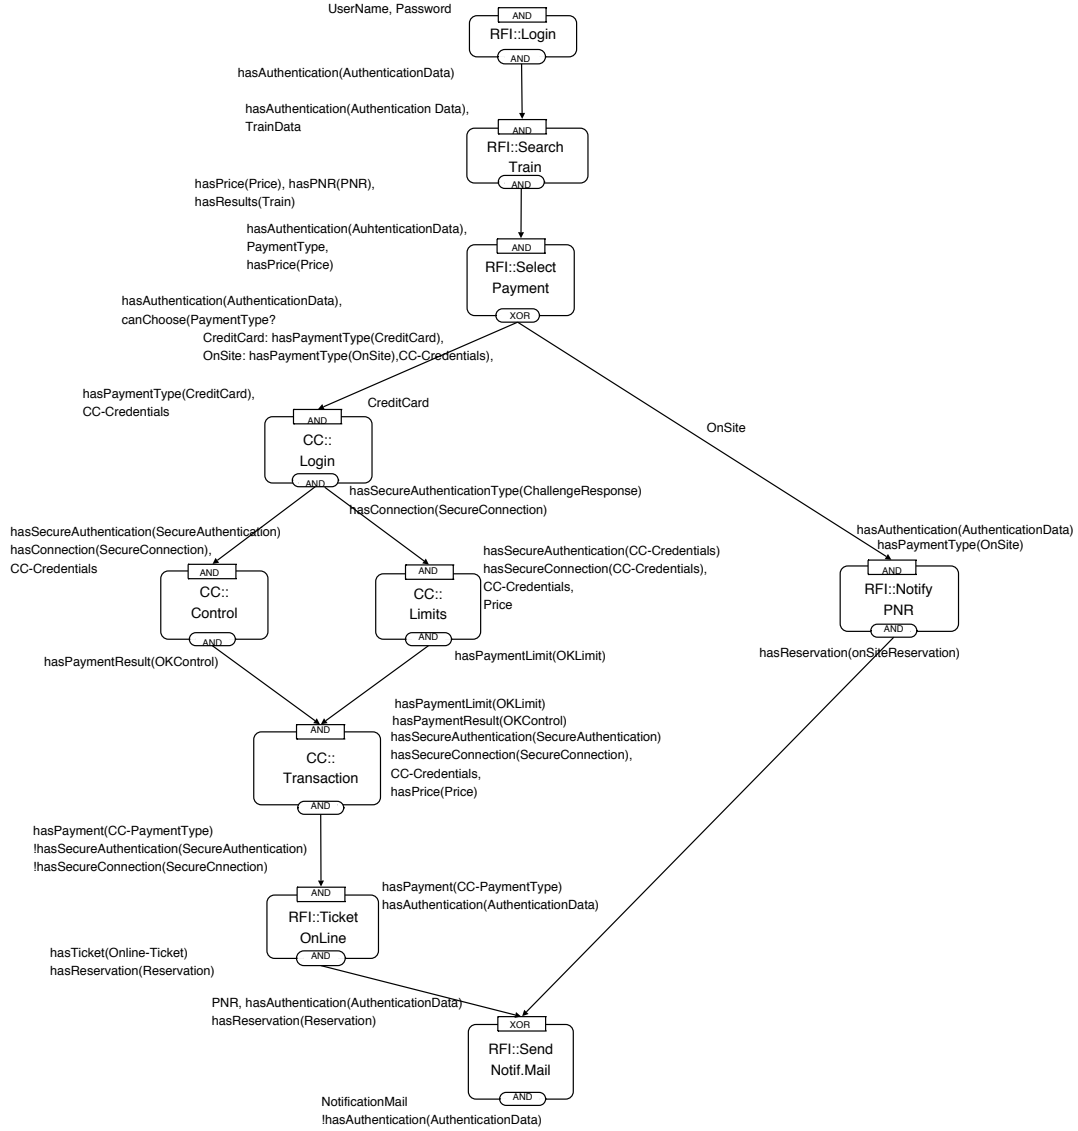 UserName, Password
AND
RFI::Login
AND
hasAuthentication(AuthenticationData)
hasAuthentication(Authentication Data),
TrainData
AND
RFI::Search
Train
AND
hasPrice(Price), hasPNR(PNR),
hasResults(Train)
hasAuthentication(AuhtenticationData),
PaymentType,
hasPrice(Price)
AND
RFI::Select
Payment
XOR
hasAuthentication(AuthenticationData),
canChoose(PaymentType?
CreditCard: hasPaymentType(CreditCard),
OnSite: hasPaymentType(OnSite),CC-Credentials),
hasPaymentType(CreditCard),
CC-Credentials
CreditCard
OnSite
AND
CC::
Login
AND
hasSecureAuthenticationType(ChallengeResponse)
hasConnection(SecureConnection)
hasSecureAuthentication(SecureAuthentication)
hasConnection(SecureConnection),
CC-Credentials
AND
CC::
Control
AND
hasSecureAuthentication(CC-Credentials)
hasSecureConnection(CC-Credentials),
CC-Credentials,
Price
AND
CC::
Limits
AND
hasAuthentication(AuthenticationData)
hasPaymentType(OnSite)
AND
RFI::Notify
PNR
AND
hasPaymentResult(OKControl)
hasPaymentLimit(OKLimit)
hasReservation(onSiteReservation)
hasPaymentLimit(OKLimit)
hasPaymentResult(OKControl)
hasSecureAuthentication(SecureAuthentication)
hasSecureConnection(SecureConnection),
CC-Credentials,
hasPrice(Price)
AND
CC::
Transaction
AND
hasPayment(CC-PaymentType)
!hasSecureAuthentication(SecureAuthentication)
!hasSecureConnection(SecureCnnection)
hasPayment(CC-PaymentType)
hasAuthentication(AuthenticationData)
AND
RFI::Ticket
OnLine
AND
hasTicket(Online-Ticket)
hasReservation(Reservation)
PNR, hasAuthentication(AuthenticationData)
hasReservation(Reservation)
XOR
RFI::Send
Notif.Mail
AND
NotificationMail
!hasAuthentication(AuthenticationData)